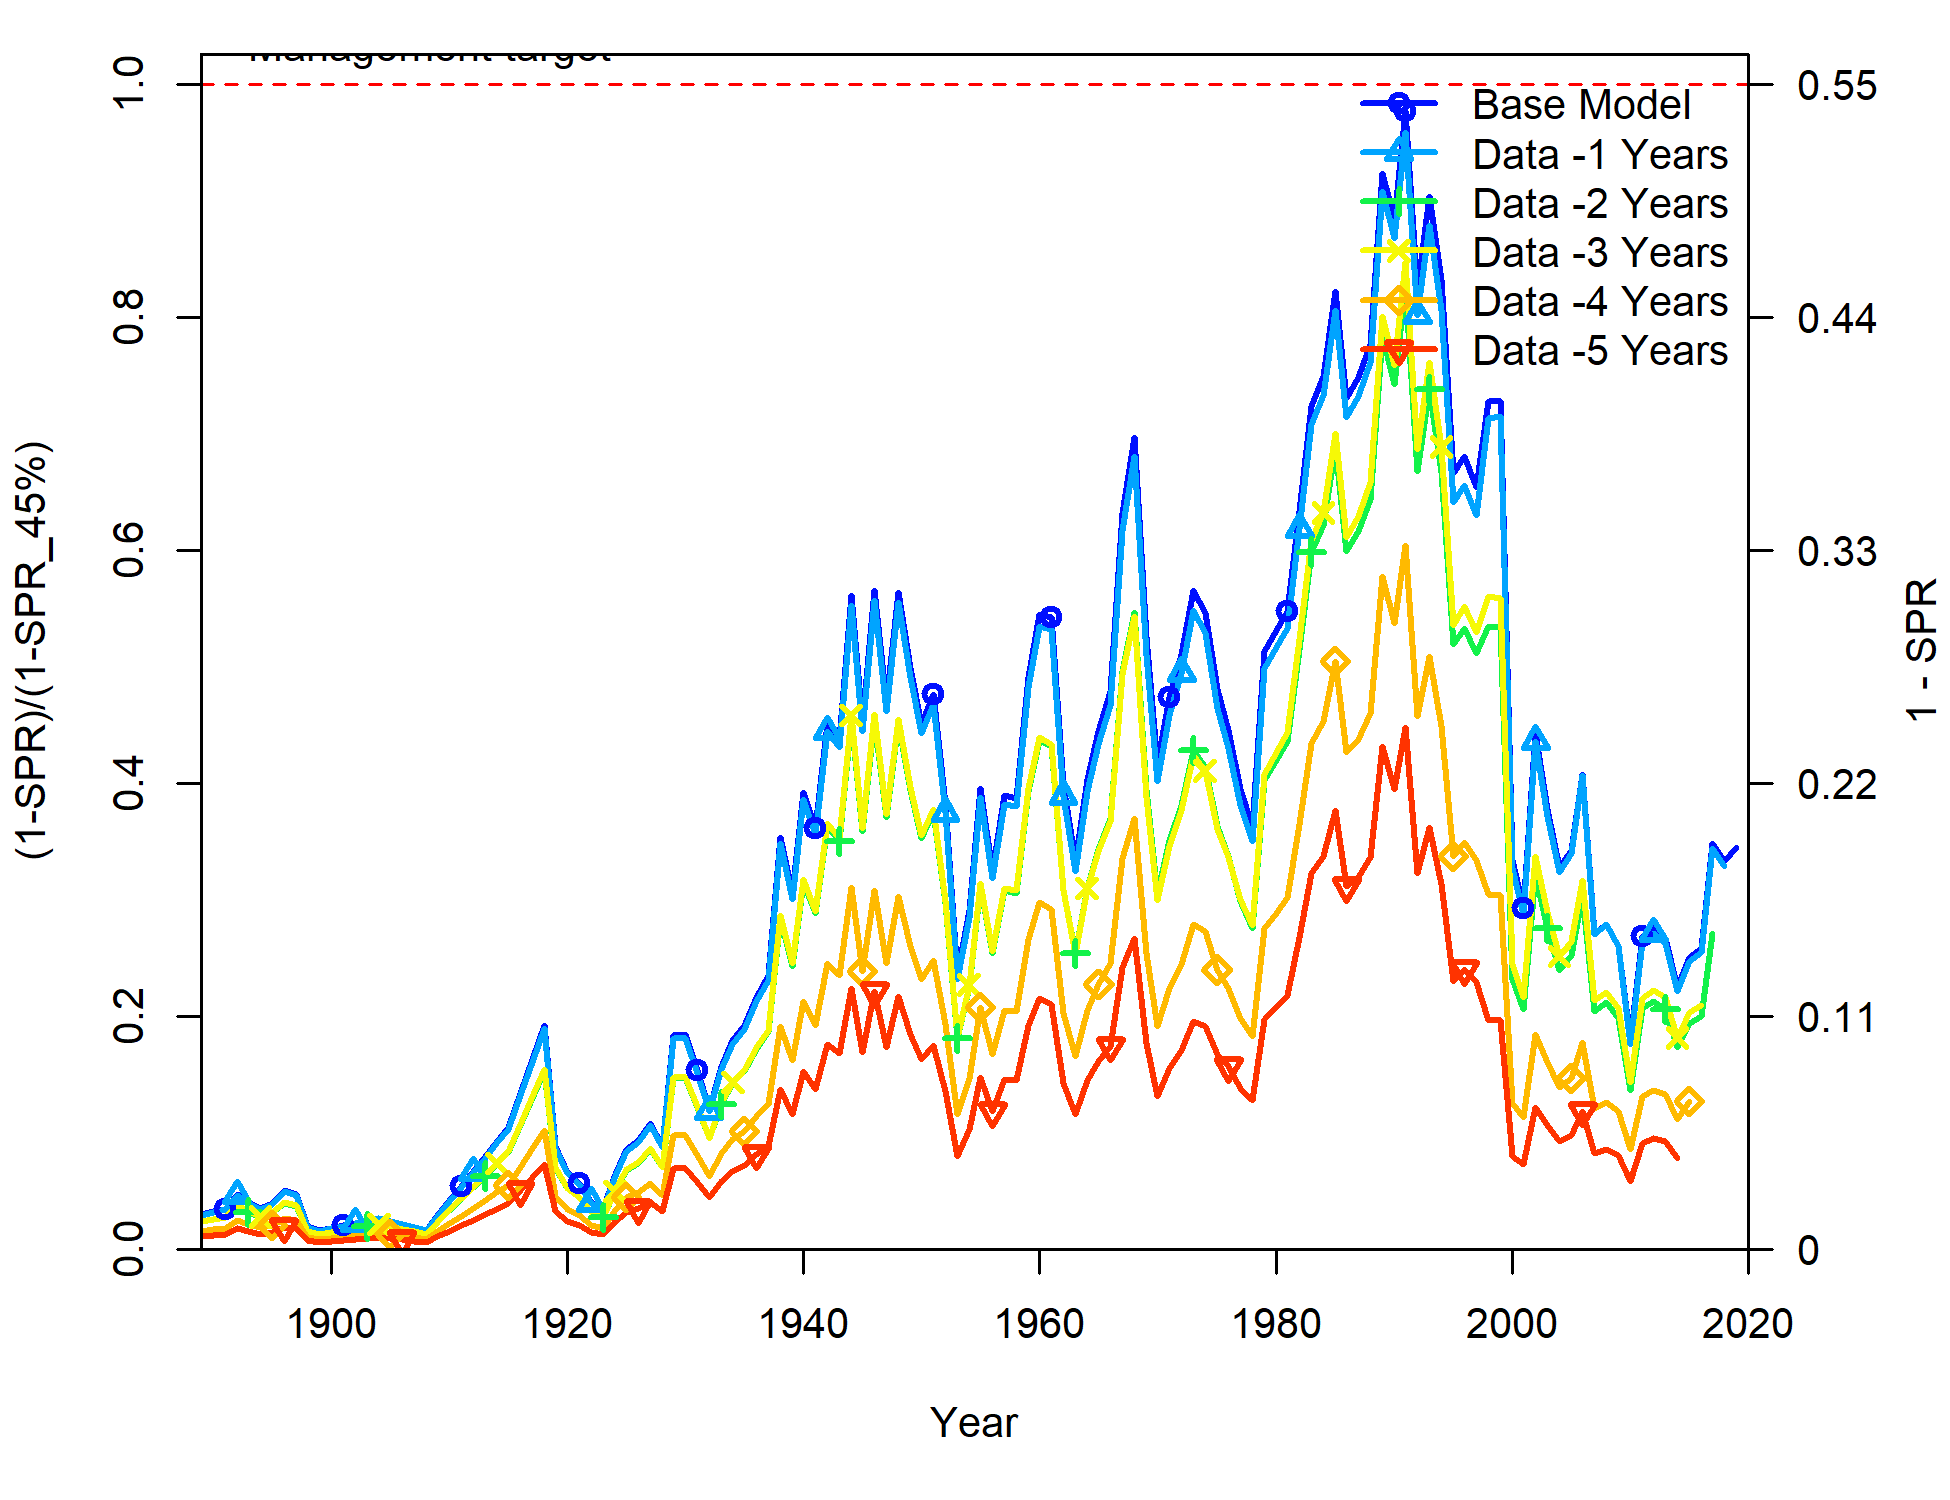 Management target
1.0
0.8
0.6
0.4
0.2
0.0
(1-SPR)/(1-SPR_45%)
0.55
0.44
0.33
0.22
0.11
0
1 - SPR
Base Model
Data -1 Years
Data -2 Years
Data -3 Years
Data -4 Years
Data -5 Years
1900 1920 1940 1960 1980 2000 2020
Year